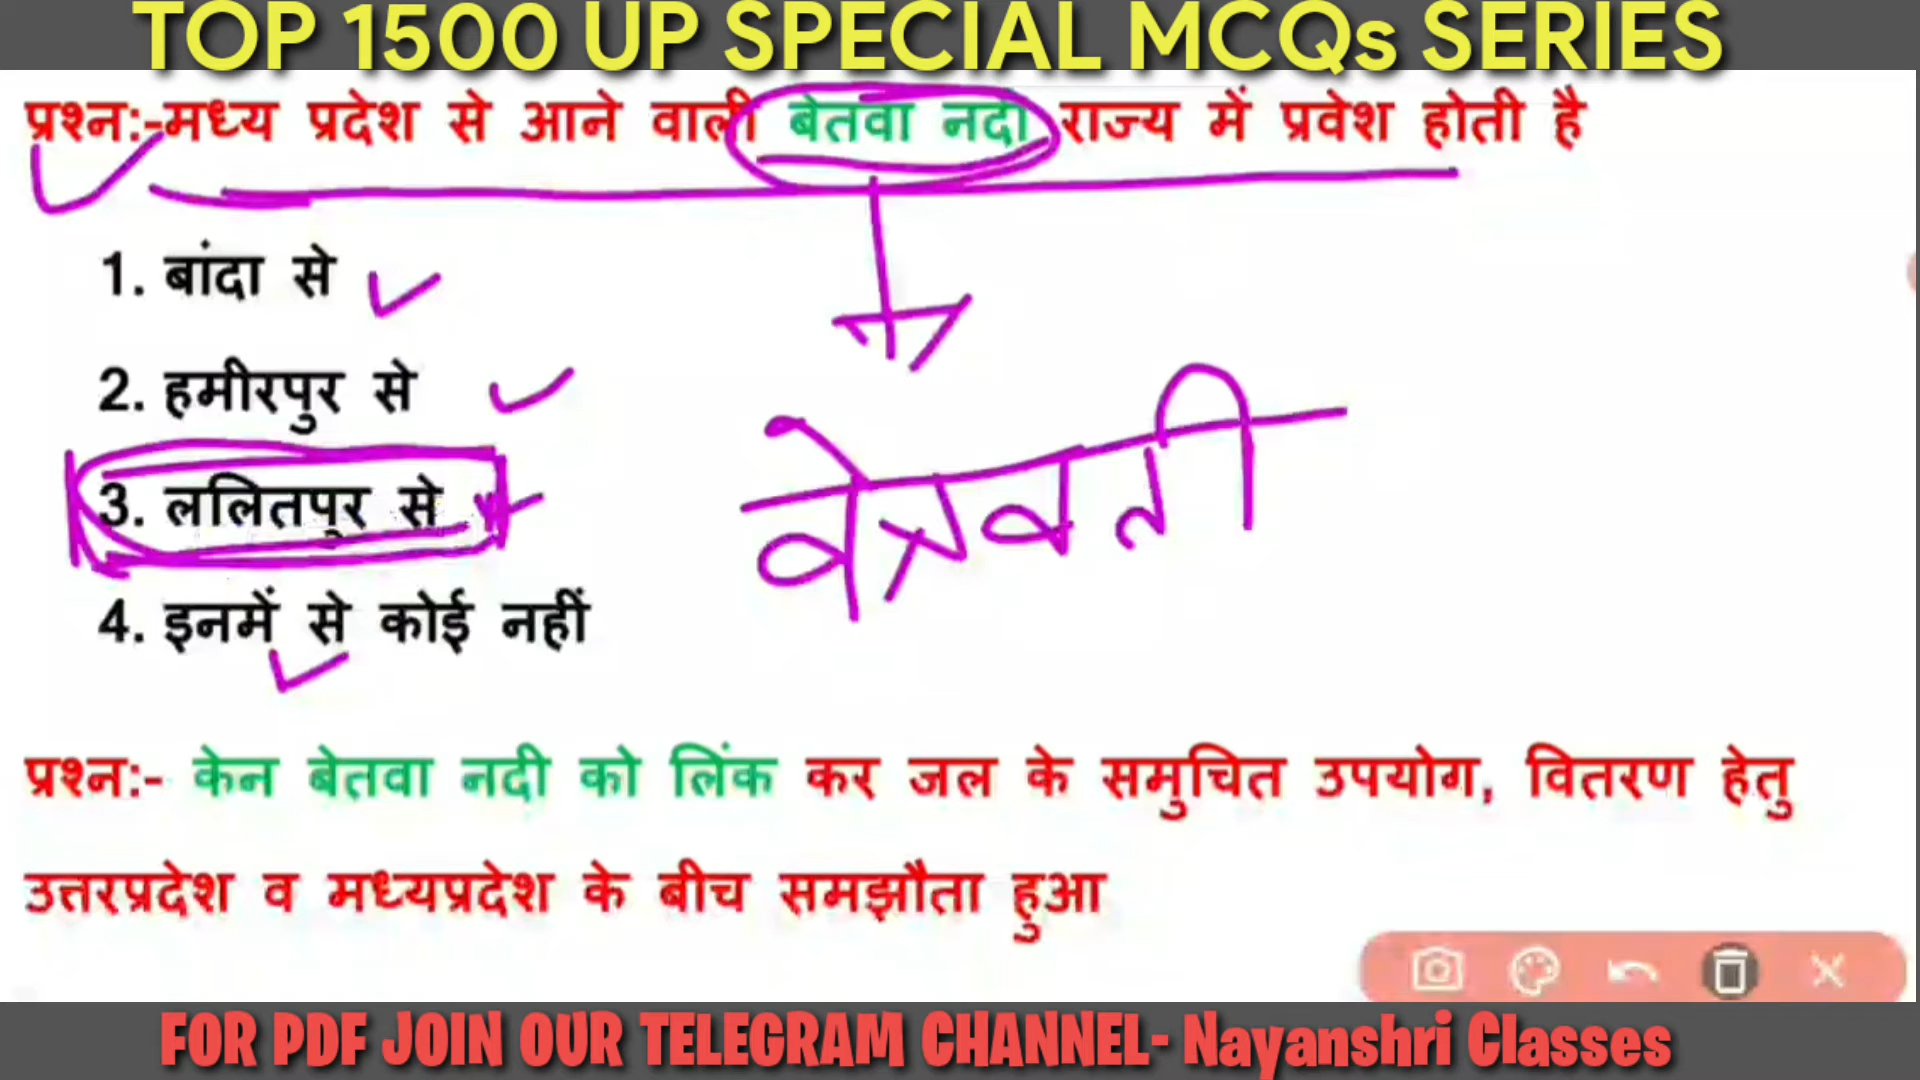 TOP 1500 UP SPECIAL MCQs SERIES
प्रश्न:-मध्य प्रदेश से आने वाली बेतवा नदी राज्य में प्रवेश होती है
1. बांदा से
2. हमीरपुर से
3. ललितपुर से
वेत्रवती
4. इनमें से कोई नहीं
प्रश्न:- केन बेतवा नदी को लिंक कर जल के समुचित उपयोग, वितरण हेतु
उत्तरप्रदेश व मध्यप्रदेश के बीच समझौता हुआ
FOR PDF JOIN OUR TELEGRAM CHANNEL- Nayanshri Classes